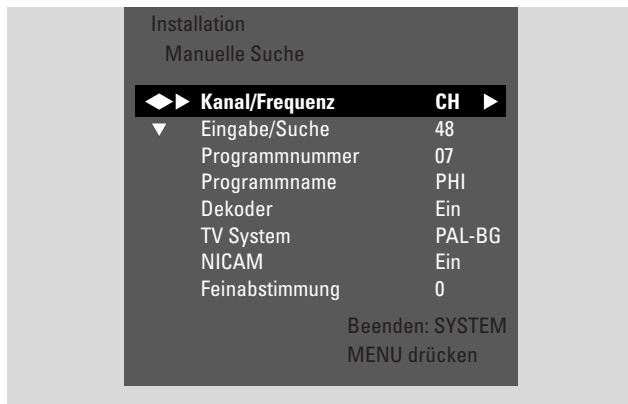 Installation
Manuelle Suche
Kanal/Frequenz CH
Eingabe/Suche 48
Programmnummer 07
Programmname PHI
Dekoder Ein
TV System PAL-BG
NICAM Ein
Feinabstimmung 0
Beenden: SYSTEM
MENU drücken